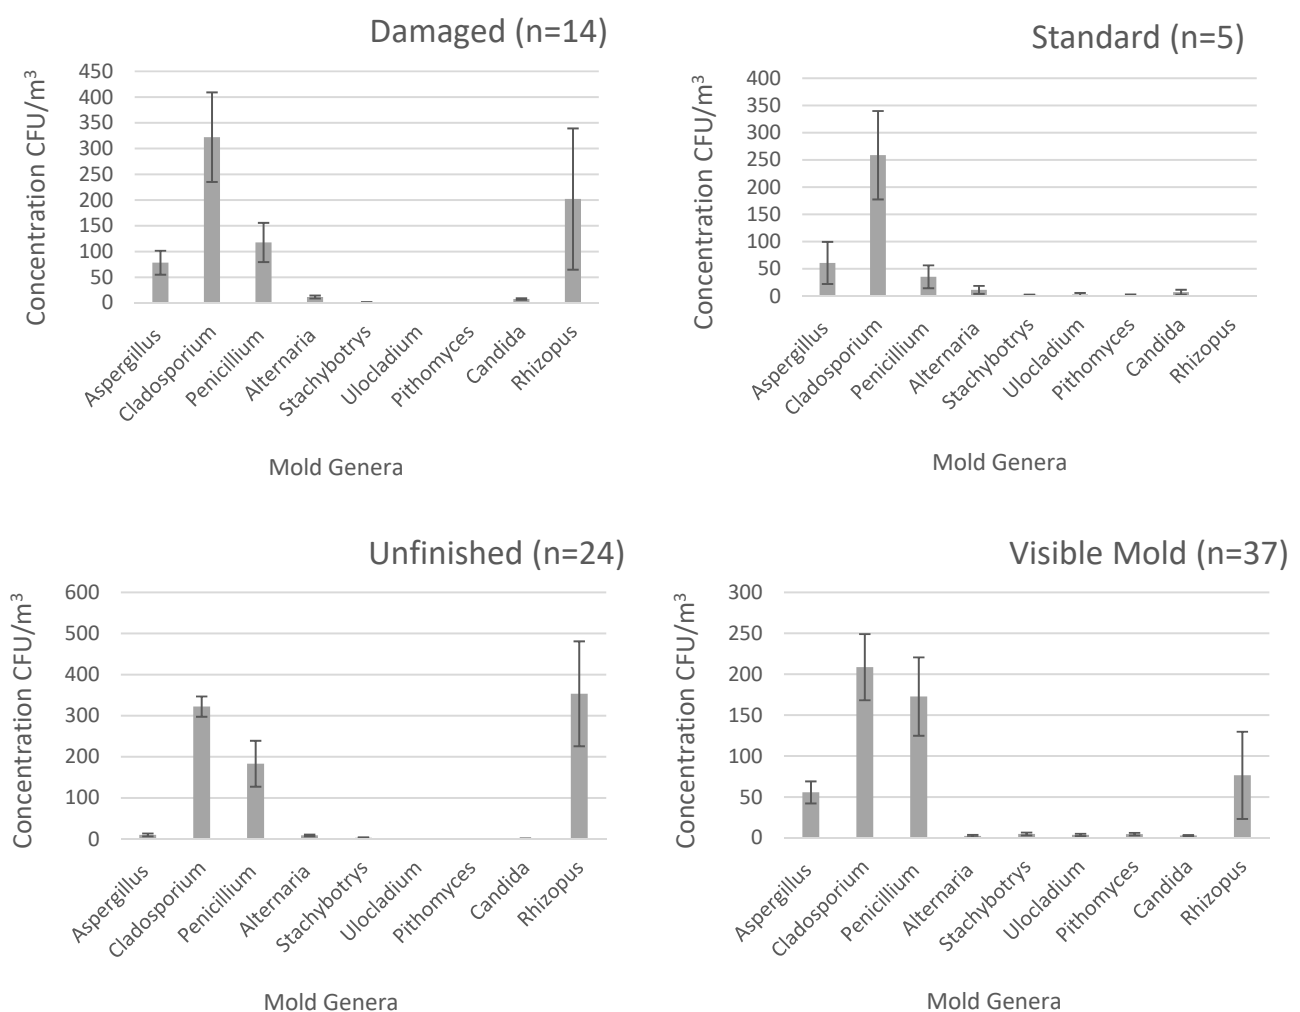 Damaged (n=14)
Concentration CFU/m³
450
400
350
300
250
200
150
100
50
0
Aspergillus
Cladosporium
Penicillium
Alternaria
Stachybotrys
Ulocladium
Pithomyces
Candida
Rhizopus
Mold Genera
Standard (n=5)
Concentration CFU/m³
400
350
300
250
200
150
100
50
0
Aspergillus
Cladosporium
Penicillium
Alternaria
Stachybotrys
Ulocladium
Pithomyces
Candida
Rhizopus
Mold Genera
Unfinished (n=24)
Concentration CFU/m³
600
500
400
300
200
100
0
Aspergillus
Cladosporium
Penicillium
Alternaria
Stachybotrys
Ulocladium
Pithomyces
Candida
Rhizopus
Mold Genera
Visible Mold (n=37)
Concentration CFU/m³
300
250
200
150
100
50
0
Aspergillus
Cladosporium
Penicillium
Alternaria
Stachybotrys
Ulocladium
Pithomyces
Candida
Rhizopus
Mold Genera